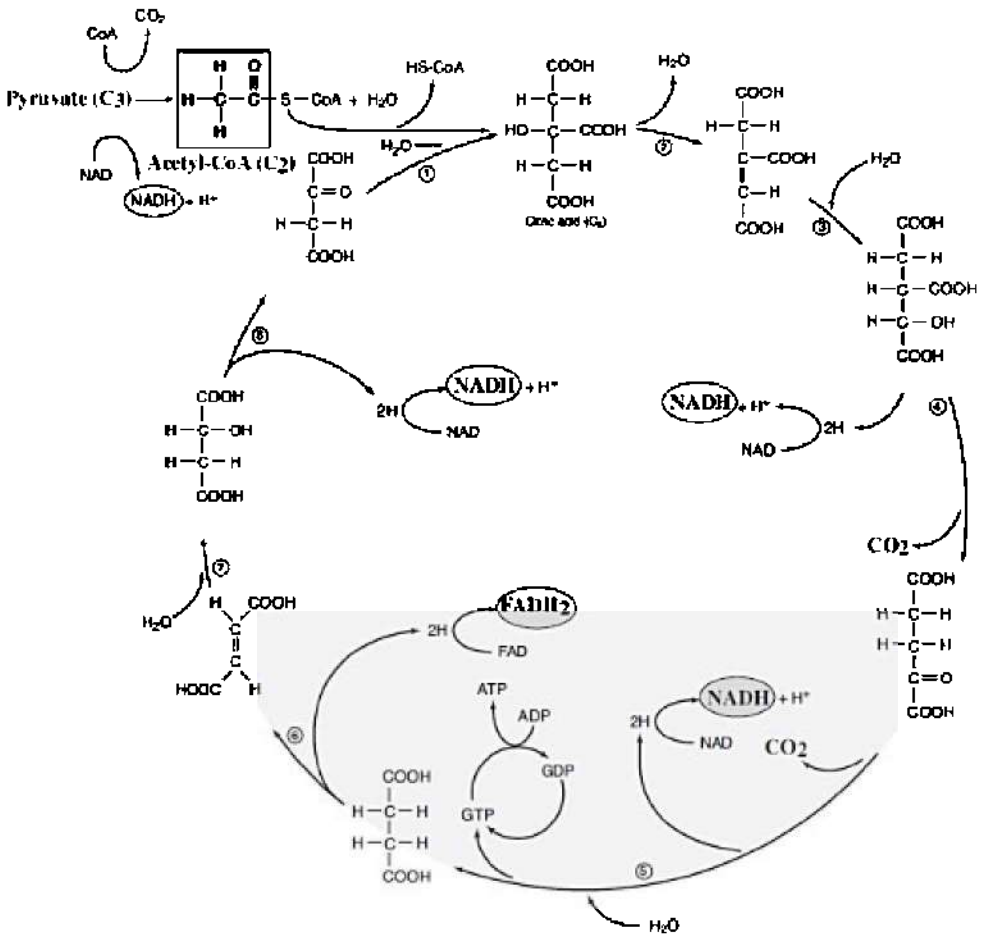 CO2
CoA
Pyruvate (C3)
H
O
H—C—C—S—CoA + H2O
H
Acetyl-CoA (C2)
NAD
NADH + H+
HS-CoA
H2O
①
COOH
C=O
H—C—H
COOH
COOH
H—C—H
HO—C—COOH
H—C—H
COOH
Citric acid (C6)
H2O
②
COOH
H—C—H
C—COOH
C—H
COOH
H2O
③
COOH
H—C—H
H—C—COOH
H—C—OH
COOH
④
2H
NADH + H+
NAD
CO2
COOH
H—C—H
H—C—H
C=O
COOH
CO2
2H
NADH + H+
NAD
⑤
H2O
ATP
ADP
GDP
GTP
COOH
H—C—H
H—C—H
COOH
⑥
2H
FADH2
FAD
H COOH
C
C
HOOC H
H2O
⑦
COOH
H—C—OH
H—C—H
COOH
⑧
2H
NADH + H+
NAD